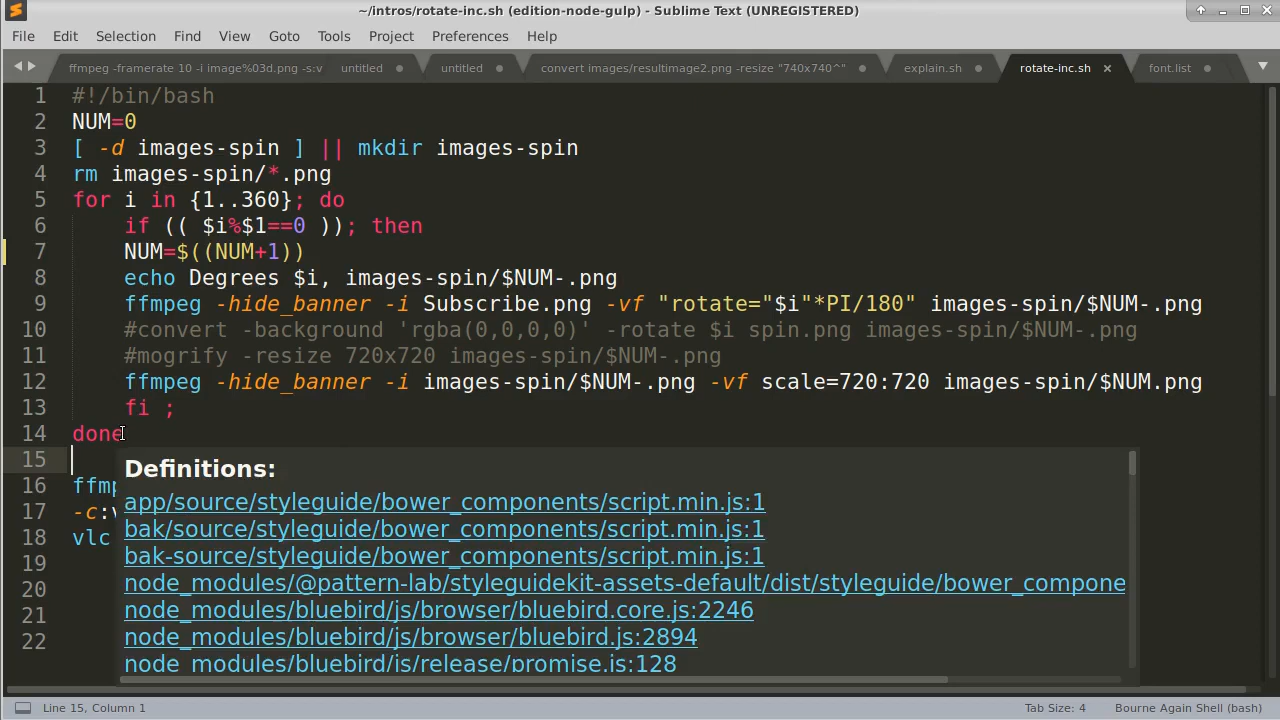 ~/intros/rotate-inc.sh (edition-node-gulp) - Sublime Text (UNREGISTERED)
File Edit Selection Find View Goto Tools Project Preferences Help
ffmpeg -framerate 10 -i image%03d.png -s:v untitled untitled convert images/resultimage2.png -resize "740x740^" explain.sh rotate-inc.sh × font.list
1 #!/bin/bash
2 NUM=0
3 [ -d images-spin ] || mkdir images-spin
4 rm images-spin/*.png
5 for i in {1..360}; do
6 if (( $i%$1==0 )); then
7 NUM=$((NUM+1))
8 echo Degrees $i, images-spin/$NUM-.png
9 ffmpeg -hide_banner -i Subscribe.png -vf "rotate="$i"*PI/180" images-spin/$NUM-.png
10 #convert -background 'rgba(0,0,0,0)' -rotate $i spin.png images-spin/$NUM-.png
11 #mogrify -resize 720x720 images-spin/$NUM-.png
12 ffmpeg -hide_banner -i images-spin/$NUM-.png -vf scale=720:720 images-spin/$NUM.png
13 fi ;
14 done
15
16 ffmp
17 -c:v
18 vlc
19
20
21
22
Definitions:
app/source/styleguide/bower_components/script.min.js:1
bak/source/styleguide/bower_components/script.min.js:1
bak-source/styleguide/bower_components/script.min.js:1
node_modules/@pattern-lab/styleguidekit-assets-default/dist/styleguide/bower_compone
node_modules/bluebird/js/browser/bluebird.core.js:2246
node_modules/bluebird/js/browser/bluebird.js:2894
node_modules/bluebird/js/release/promise.js:128
Line 15, Column 1 Tab Size: 4 Bourne Again Shell (bash)